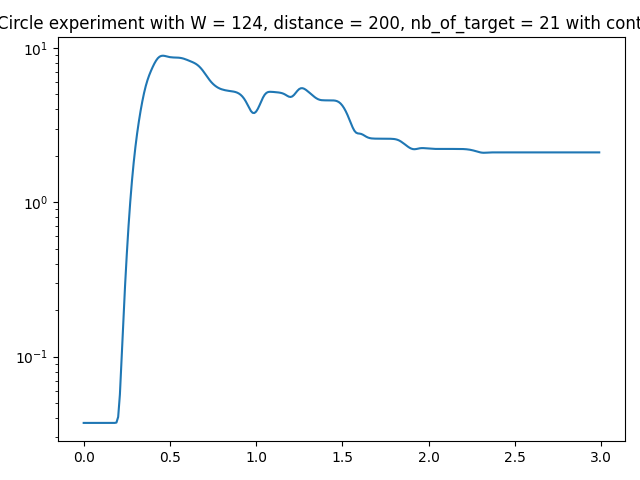 Circle experiment with W = 124, distance = 200, nb_of_target = 21 with cont
10¹
10⁰
10⁻¹
0.0 0.5 1.0 1.5 2.0 2.5 3.0